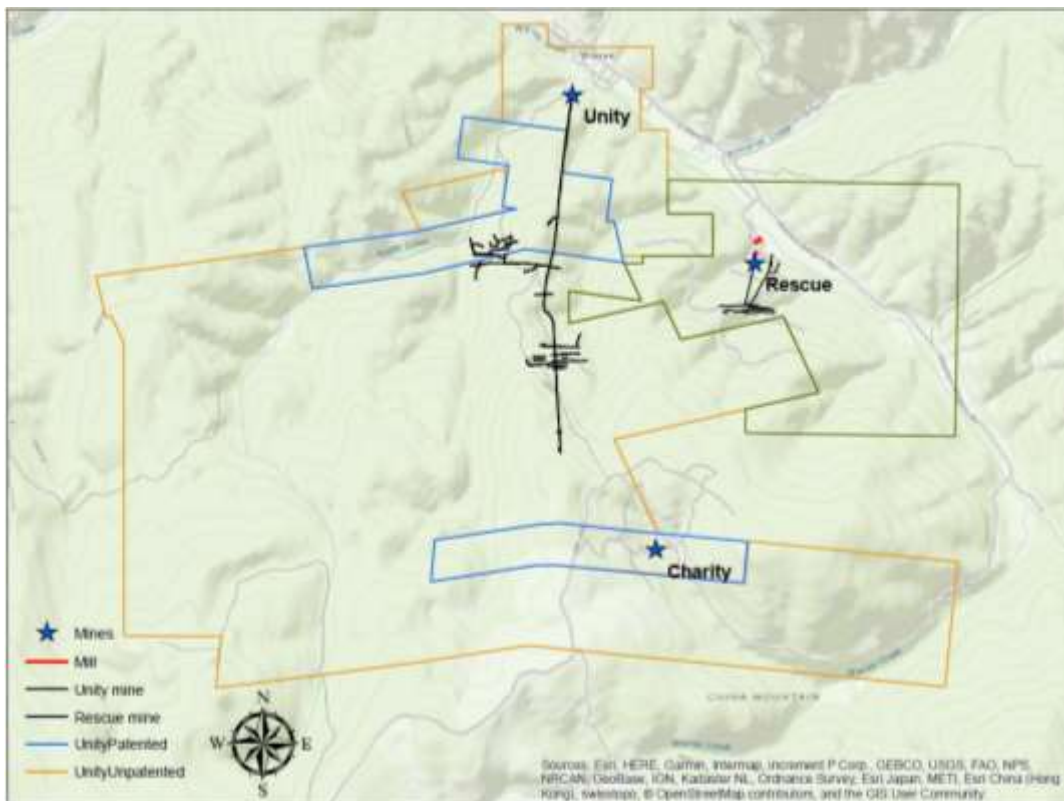 Unity
Rescue
Charity
Mines
Mill
Unity mine
Rescue mine
UnityPatented
UnityUnpatented
N
W
E
S
Sources: Esri, HERE, Garmin, Intermap, increment P Corp., GEBCO, USGS, FAO, NPS,
NRCAN, GeoBase, IGN, Kadaster NL, Ordnance Survey, Esri Japan, METI, Esri China (Hong
Kong), swisstopo, © OpenStreetMap contributors, and the GIS User Community